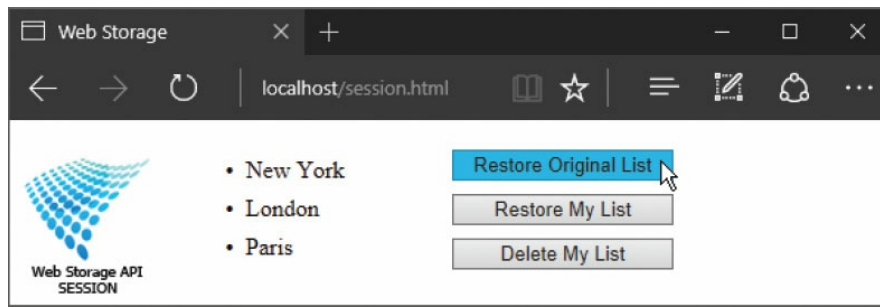 Web Storage
localhost/session.html
• New York
• London
• Paris
Restore Original List
Restore My List
Delete My List
Web Storage API
SESSION